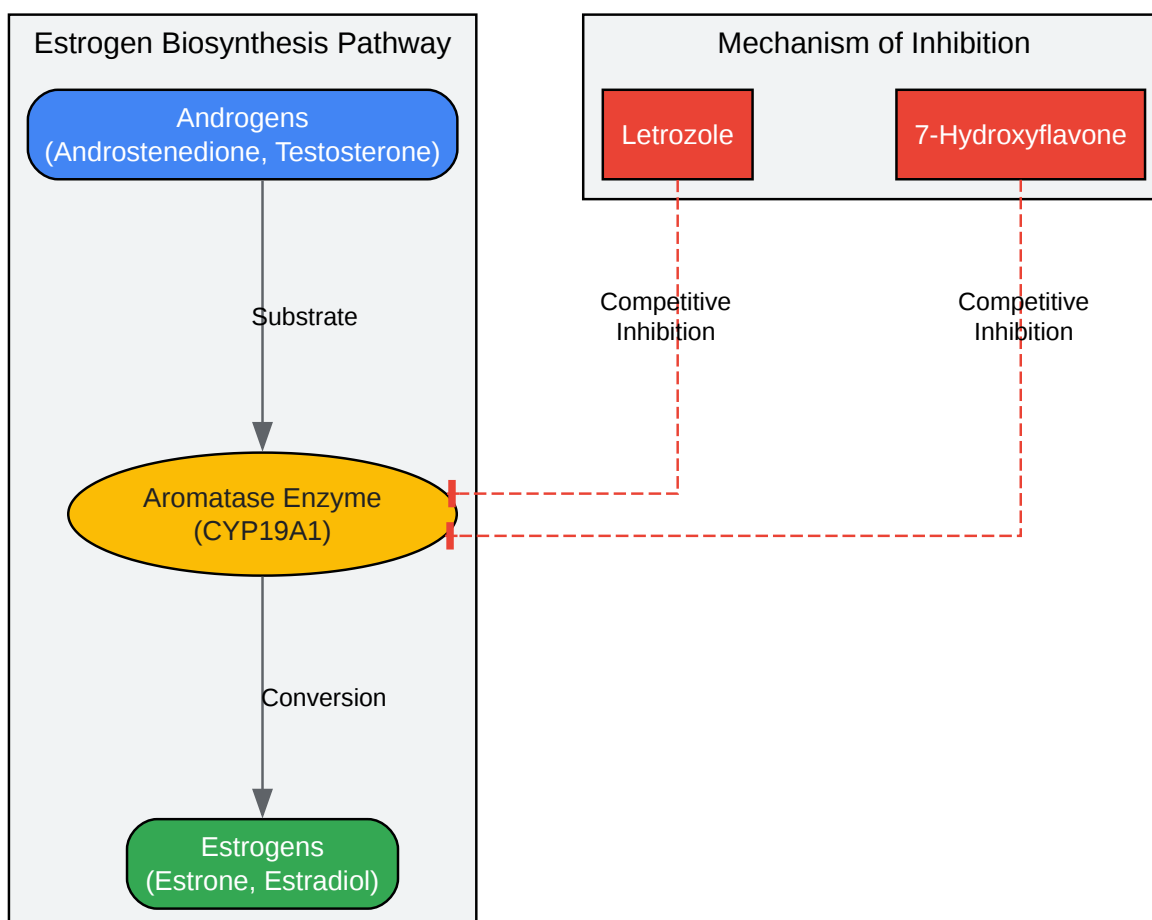 Estrogen Biosynthesis Pathway
Androgens
(Androstenedione, Testosterone)
Substrate
Aromatase Enzyme
(CYP19A1)
Conversion
Estrogens
(Estrone, Estradiol)
Mechanism of Inhibition
Letrozole
7-Hydroxyflavone
Competitive
Inhibition
Competitive
Inhibition